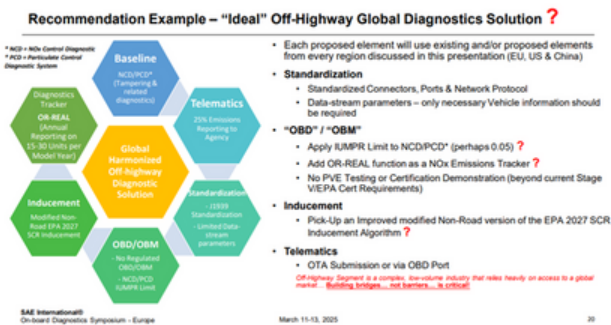 Recommendation Example – “Ideal” Off-Highway Global Diagnostics Solution ?
* NCD = NOx Control Diagnostic
* PCD = Particulate Control
Diagnostic System
Baseline
NCD/PCD*
(Tampering &
related
diagnostics)
Telematics
25% Emissions
Reporting to
Agency
Standardization
- J1939
Standardization
- Limited Data-
stream
parameters
OBD/OBM
- No Regulated
OBD/OBM
- NCD/PCD
IUMPR Limit
Inducement
Modified Non-
Road EPA 2027
SCR Inducement
Diagnostics
Tracker
OR-REAL
(Annual
Reporting on
15-30 Units per
Model Year)
Global
Harmonized
Off-highway
Diagnostic
Solution
• Each proposed element will use existing and/or proposed elements
from every region discussed in this presentation (EU, US & China)
• Standardization
• Standardized Connectors, Ports & Network Protocol
• Data-stream parameters – only necessary Vehicle information should
be required
• “OBD” / “OBM”
• Apply IUMPR Limit to NCD/PCD* (perhaps 0.05) ?
• Add OR-REAL function as a NOx Emissions Tracker ?
• No PVE Testing or Certification Demonstration (beyond current Stage
V/EPA Cert Requirements)
• Inducement
• Pick-Up an Improved modified Non-Road version of the EPA 2027 SCR
Inducement Algorithm ?
• Telematics
• OTA Submission or via OBD Port
Off-Highway Segment is a complex, low-volume industry that relies heavily on access to a global
market… Building bridges… not barriers… is critical!
SAE International®
On-board Diagnostics Symposium - Europe
March 11-13, 2025
20